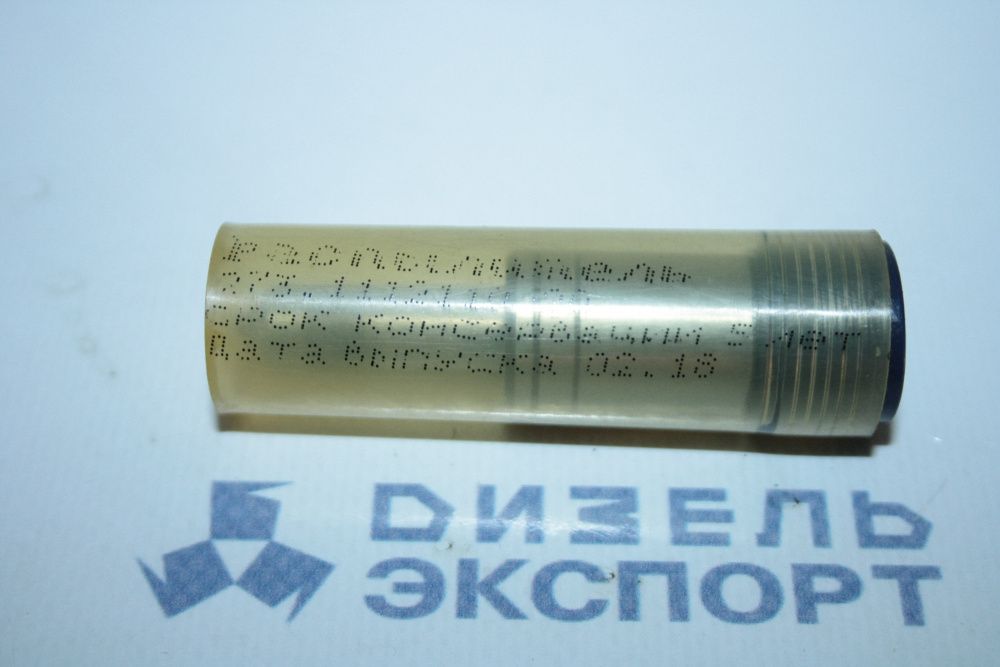 Распылитель
Срок консервации 5 лет
Дата выпуска 02.18
ДИЗЕЛЬ
ЭКСПОРТ